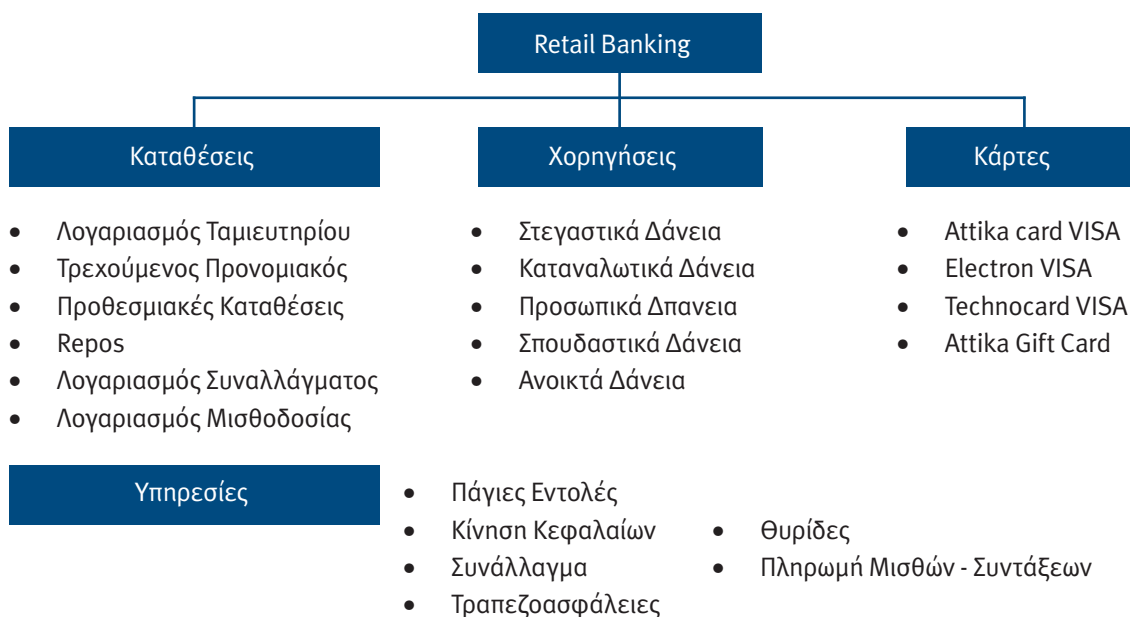 Retail Banking
Καταθέσεις
Λογαριασμός Ταμιευτηρίου
Τρεχούμενος Προνομιακός
Προθεσμιακές Καταθέσεις
Repos
Λογαριασμός Συναλλάγματος
Λογαριασμός Μισθοδοσίας
Χορηγήσεις
Στεγαστικά Δάνεια
Καταναλωτικά Δάνεια
Προσωπικά Δπανεια
Σπουδαστικά Δάνεια
Ανοικτά Δάνεια
Κάρτες
Attika card VISA
Electron VISA
Technocard VISA
Attika Gift Card
Υπηρεσίες
Πάγιες Εντολές
Κίνηση Κεφαλαίων
Συνάλλαγμα
Τραπεζοασφάλειες
Θυρίδες
Πληρωμή Μισθών - Συντάξεων